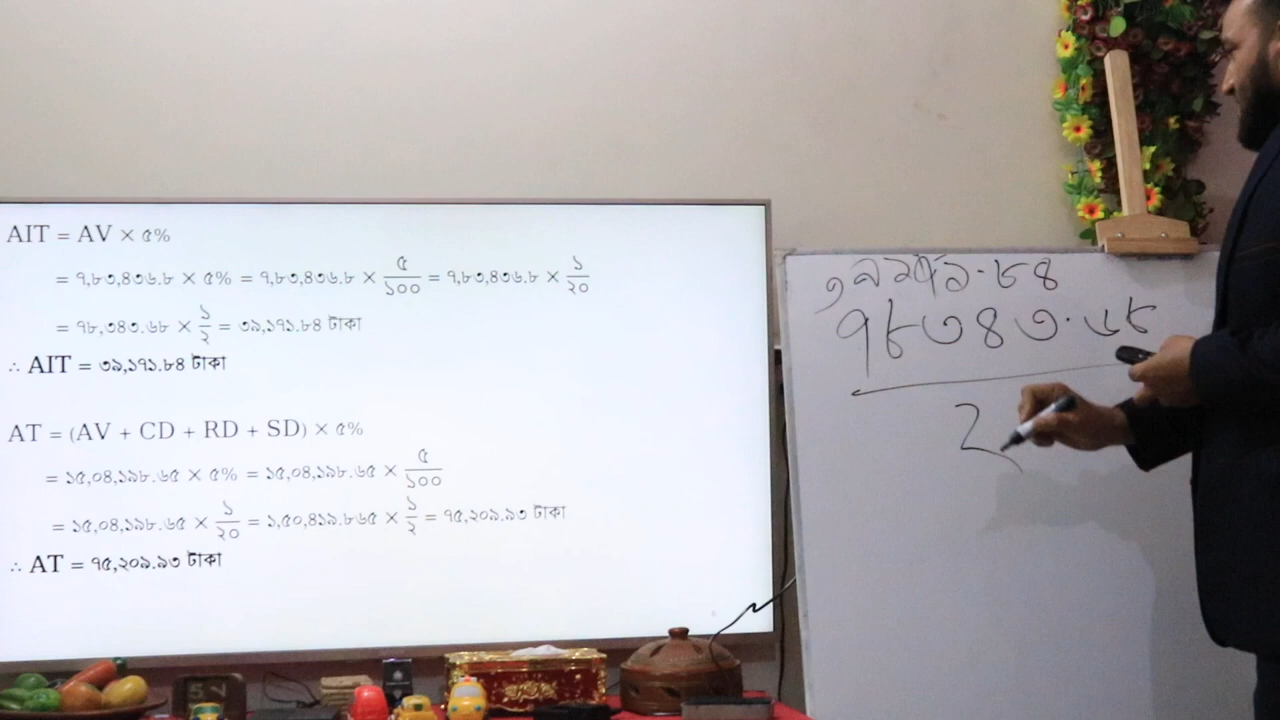 AIT = AV × ৫%
= ৭,৮৩,৪৩৬.৮ × ৫% = ৭,৮৩,৪৩৬.৮ × ৫/১০০ = ৭,৮৩,৪৩৬.৮ × ১/২০
= ৭৮,৩৪৩.৬৮ × ১/২ = ৩৯,১৭১.৮৪ টাকা
∴ AIT = ৩৯,১৭১.৮৪ টাকা
AT = (AV + CD + RD + SD) × ৫%
= ১৫,০৪,১৯৮.৬৫ × ৫% = ১৫,০৪,১৯৮.৬৫ × ৫/১০০
= ১৫,০৪,১৯৮.৬৫ × ১/২০ = ১,৫০,৪১৯.৮৬৫ × ১/২ = ৭৫,২০৯.৯৩ টাকা
∴ AT = ৭৫,২০৯.৯৩ টাকা
৭৮৩৪৩.৬৮
২